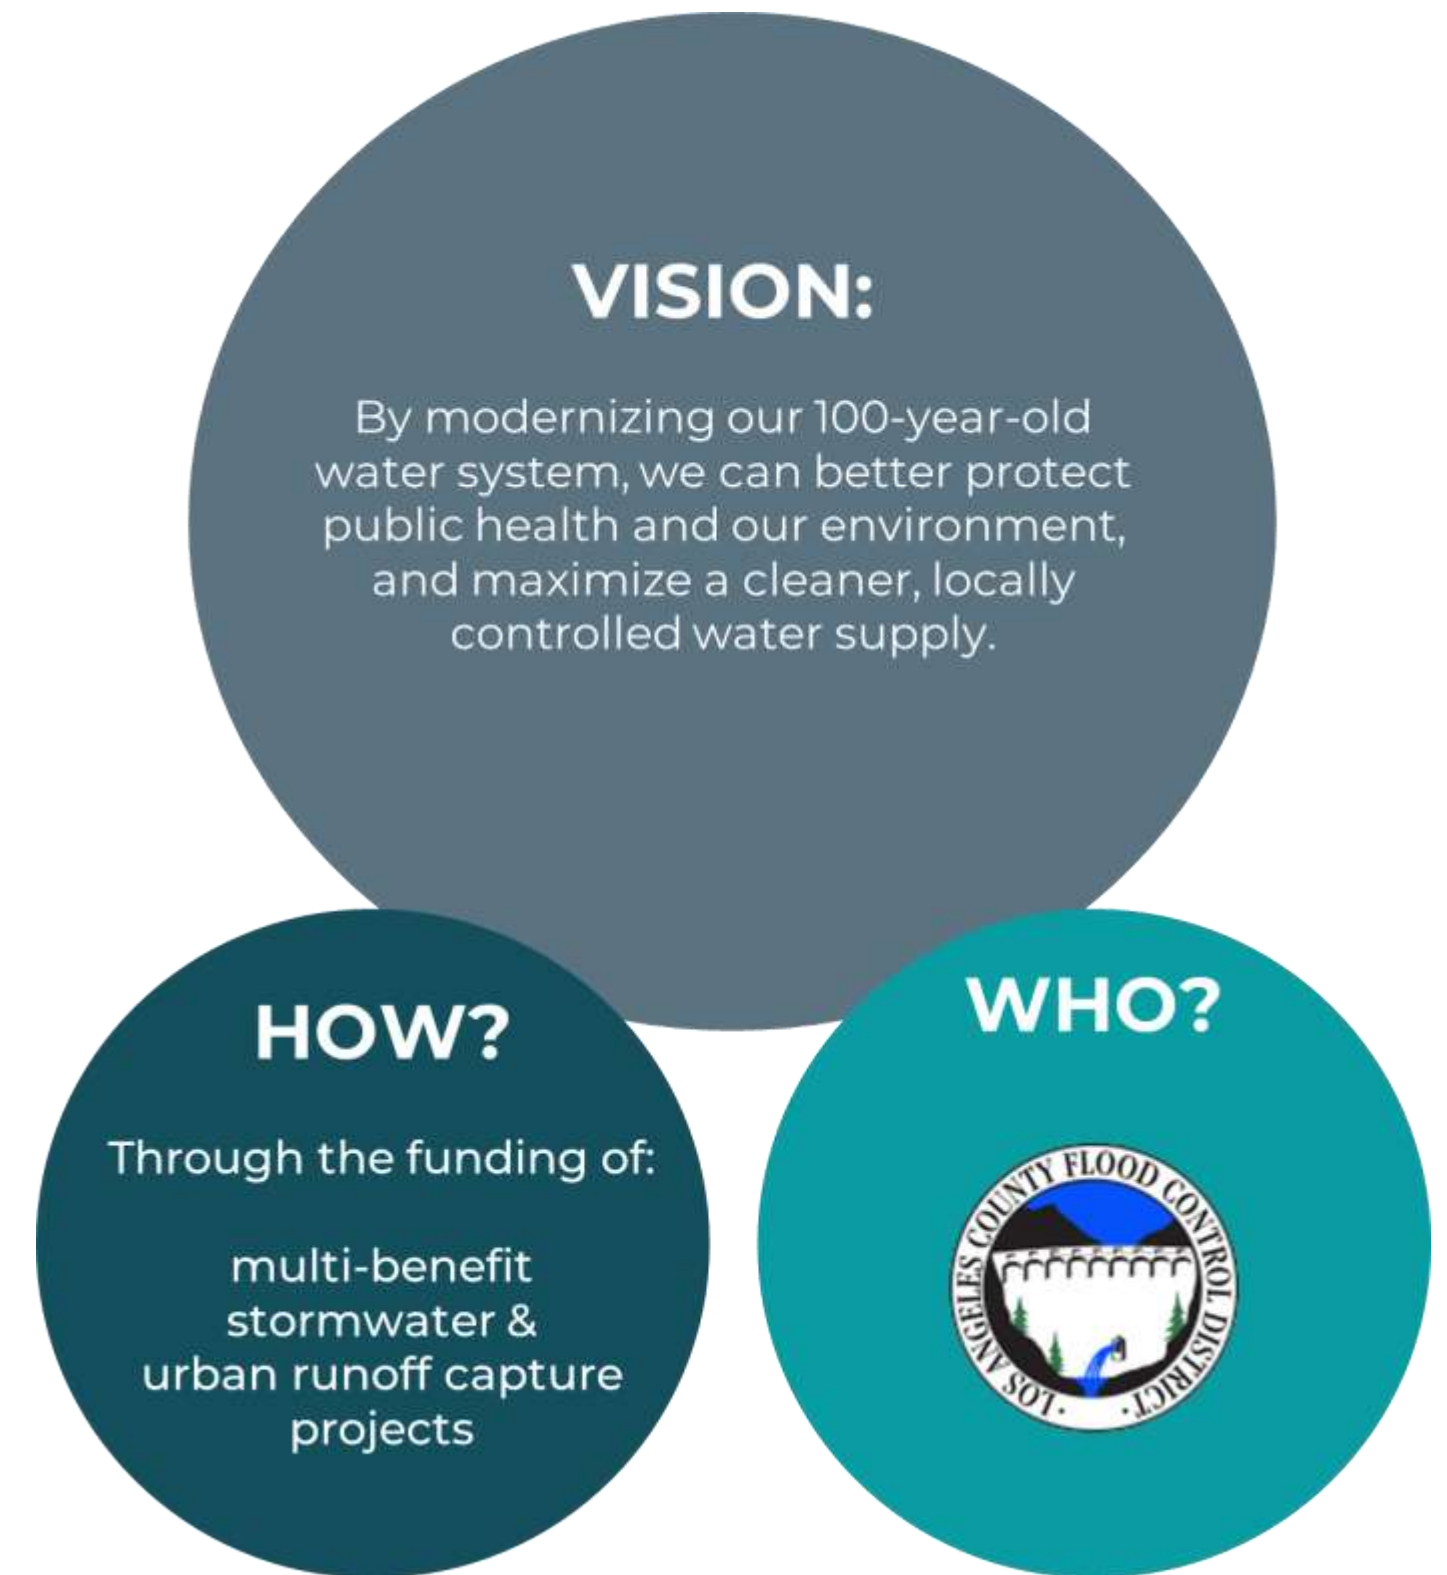 VISION:
By modernizing our 100-year-old
water system, we can better protect
public health and our environment,
and maximize a cleaner, locally
controlled water supply.
HOW?
Through the funding of:
multi-benefit
stormwater &
urban runoff capture
projects
WHO?
· LOS ANGELES COUNTY FLOOD CONTROL DISTRICT ·